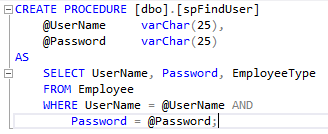 CREATE PROCEDURE [dbo].[spFindUser]
    @UserName    varChar(25),
    @Password    varChar(25)
AS
    SELECT UserName, Password, EmployeeType
    FROM Employee
    WHERE UserName = @UserName AND
        Password = @Password;